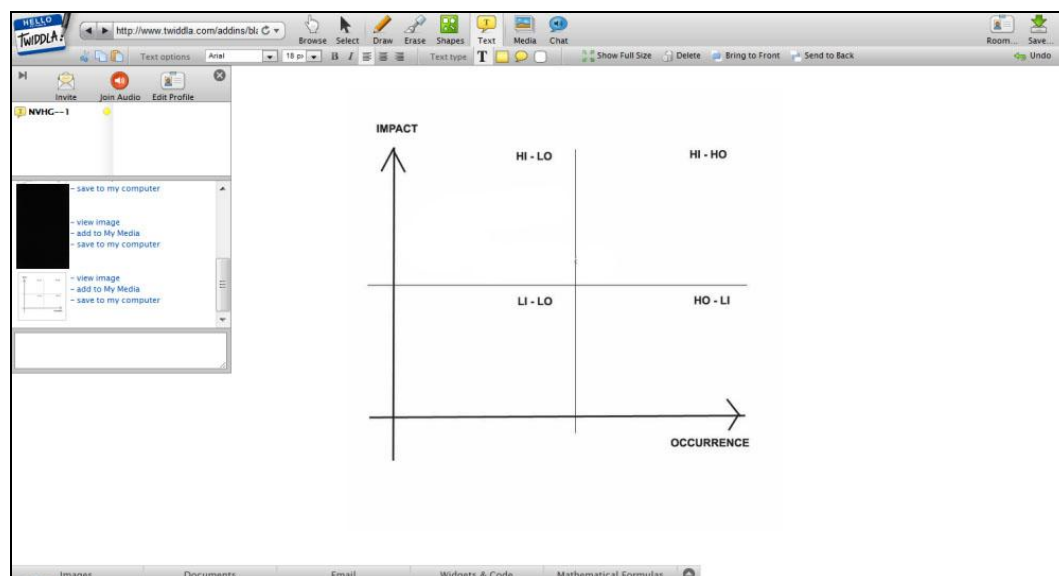 HELLO
TWIDDLA!
http://www.twiddla.com/addins/bl
Browse Select Draw Erase Shapes Text Media Chat
Room... Save...
Text options Arial 18 p B I Text type T Show Full Size Delete Bring to Front Send to Back Undo
Invite Join Audio Edit Profile
NVHG--1
- save to my computer
- view image
- add to My Media
- save to my computer
- view image
- add to My Media
- save to my computer
IMPACT
HI - LO HI - HO
LI - LO HO - LI
OCCURRENCE
Images Documents Email Widgets & Code Mathematical Formulas